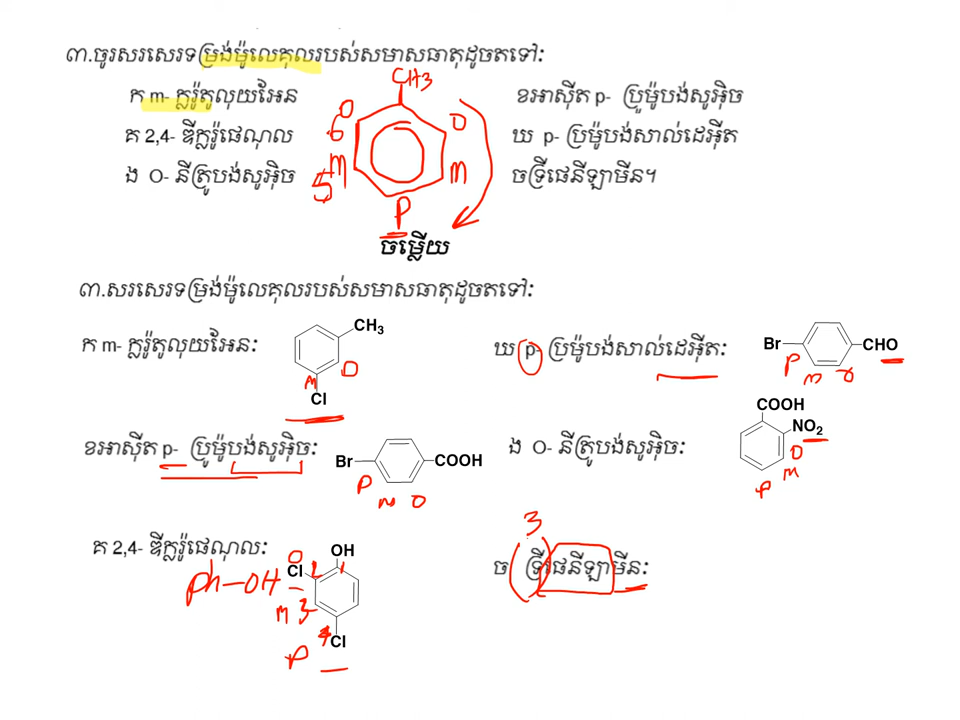 ៣.ចូរសរសេរទម្រង់ម៉ូលេគុលរបស់សមាសធាតុដូចតទៅៈ
ក m- ក្លរ៉ូតូលុយអែន
ខអាស៊ីត p- ប្រូម៉ូបង់សូអ៊ិច
គ 2,4- ឌីក្លរ៉ូផេណុល
ឃ p- ប្រម៉ូបង់សាល់ដេអ៊ីត
ង O- នីត្រូបង់សូអ៊ិច
ចទ្រីផេនីឡាមីន។
CH3
O
6
O
m
m
5
P
ចម្លើយ
៣.សរសេរទម្រង់ម៉ូលេគុលរបស់សមាសធាតុដូចតទៅៈ
ក m- ក្លរ៉ូតូលុយអែនៈ
CH₃
M
O
Cl
ឃ p- ប្រម៉ូបង់សាល់ដេអ៊ីតៈ
Br
CHO
P
m
o
ខអាស៊ីត p- ប្រូម៉ូបង់សូអ៊ិចៈ
Br
COOH
P
m
O
ង O- នីត្រូបង់សូអ៊ិចៈ
COOH
NO₂
O
M
P
គ 2,4- ឌីក្លរ៉ូផេណុលៈ
OH
O
Cl
1
ph-OH
m 3
4
Cl
P
3
ច ទ្រីផេនីឡាមីនៈ